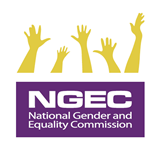 NGEC
National Gender and
Equality Commission